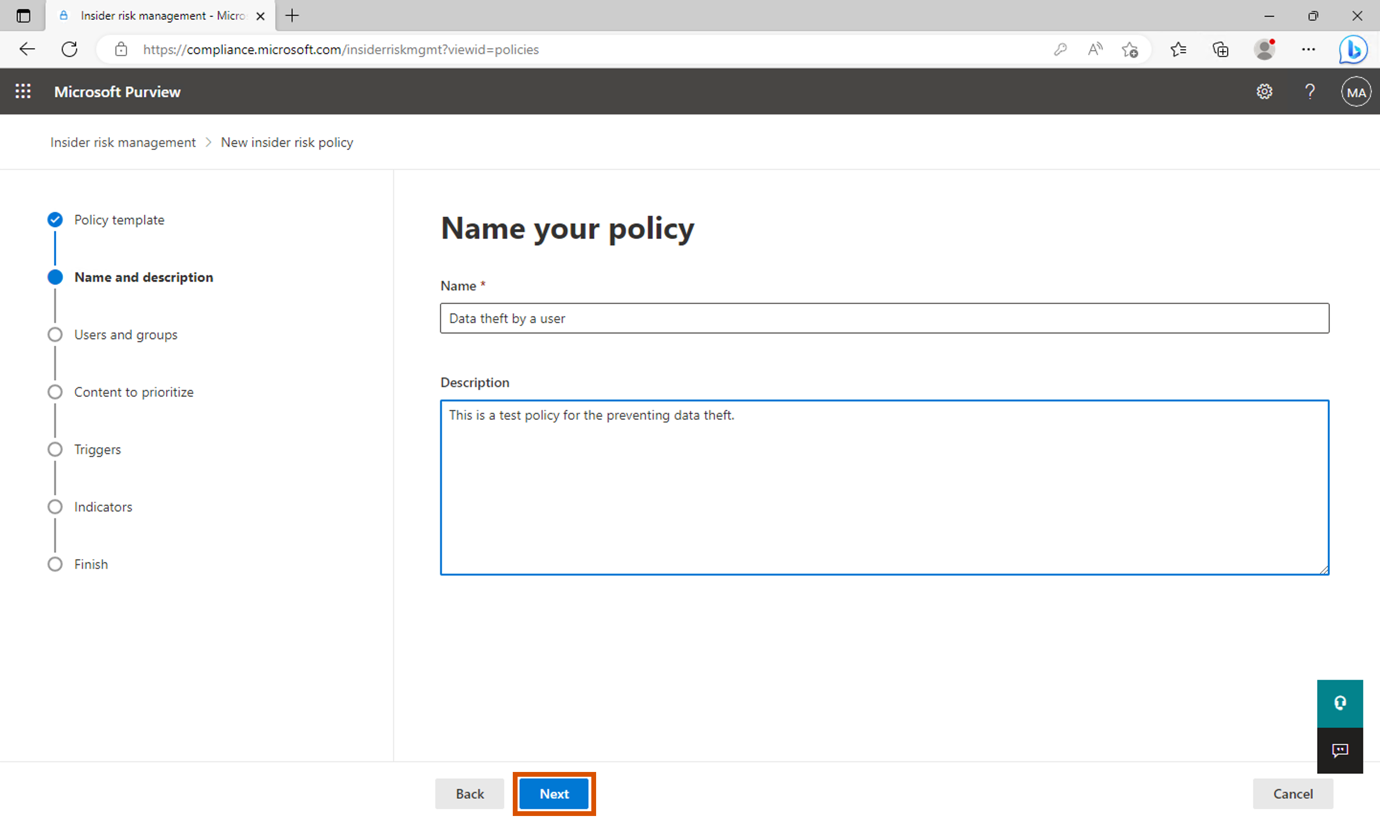 Insider risk management - Micro
https://compliance.microsoft.com/insiderriskmgmt?viewid=policies
Microsoft Purview
?
MA
Insider risk management > New insider risk policy
Policy template
Name and description
Users and groups
Content to prioritize
Triggers
Indicators
Finish
Name your policy
Name *
Data theft by a user
Description
This is a test policy for the preventing data theft.
Back
Next
Cancel